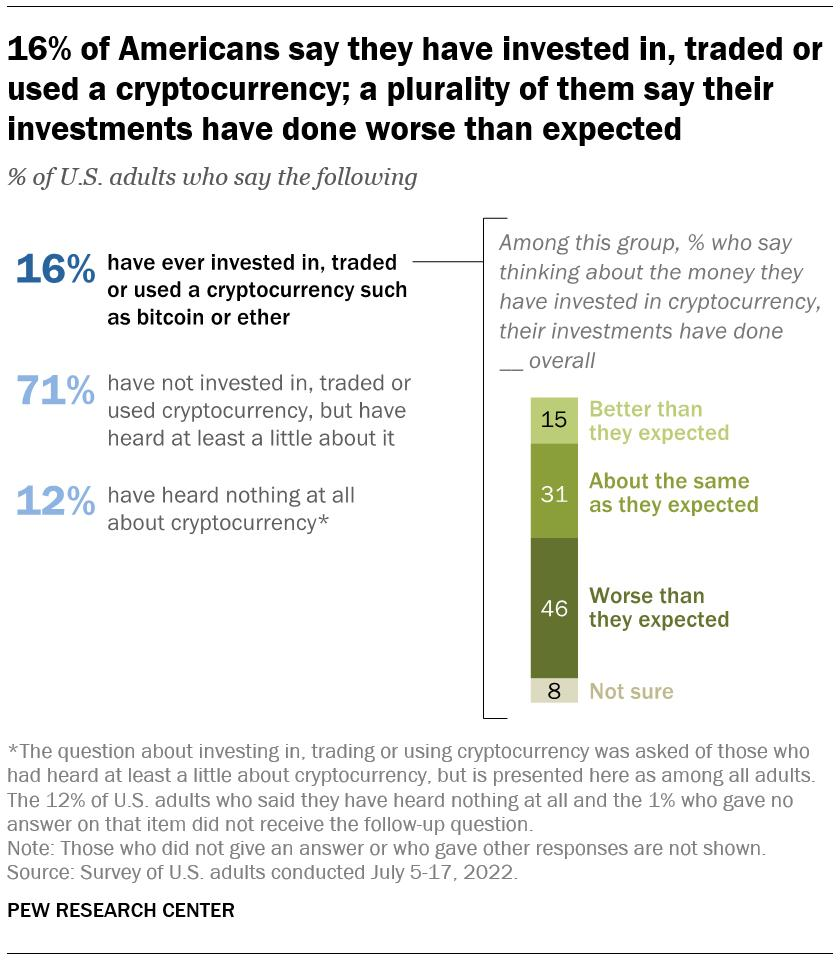 16% of Americans say they have invested in, traded or
used a cryptocurrency; a plurality of them say their
investments have done worse than expected
% of U.S. adults who say the following
16% have ever invested in, traded
or used a cryptocurrency such
as bitcoin or ether
71% have not invested in, traded or
used cryptocurrency, but have
heard at least a little about it
12% have heard nothing at all
about cryptocurrency*
Among this group, % who say
thinking about the money they
have invested in cryptocurrency,
their investments have done
__ overall
15 Better than
they expected
31 About the same
as they expected
46 Worse than
they expected
8 Not sure
*The question about investing in, trading or using cryptocurrency was asked of those who
had heard at least a little about cryptocurrency, but is presented here as among all adults.
The 12% of U.S. adults who said they have heard nothing at all and the 1% who gave no
answer on that item did not receive the follow-up question.
Note: Those who did not give an answer or who gave other responses are not shown.
Source: Survey of U.S. adults conducted July 5-17, 2022.
PEW RESEARCH CENTER